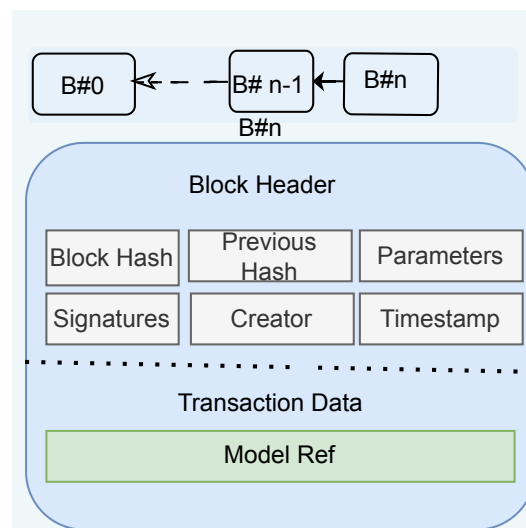 B#0
B# n-1
B#n
B#n
Block Header
Block Hash
Previous
Hash
Parameters
Signatures
Creator
Timestamp
Transaction Data
Model Ref